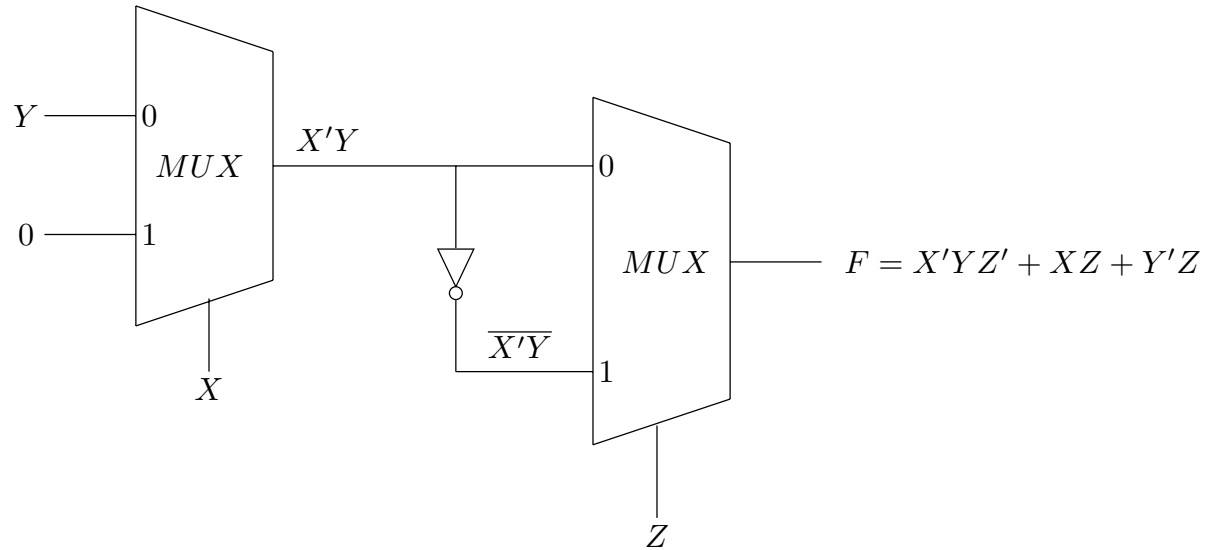 Y
0
MUX
0
1
X
X'Y
$\overline{X'Y}$
0
MUX
1
Z
F = X'YZ' + XZ + Y'Z